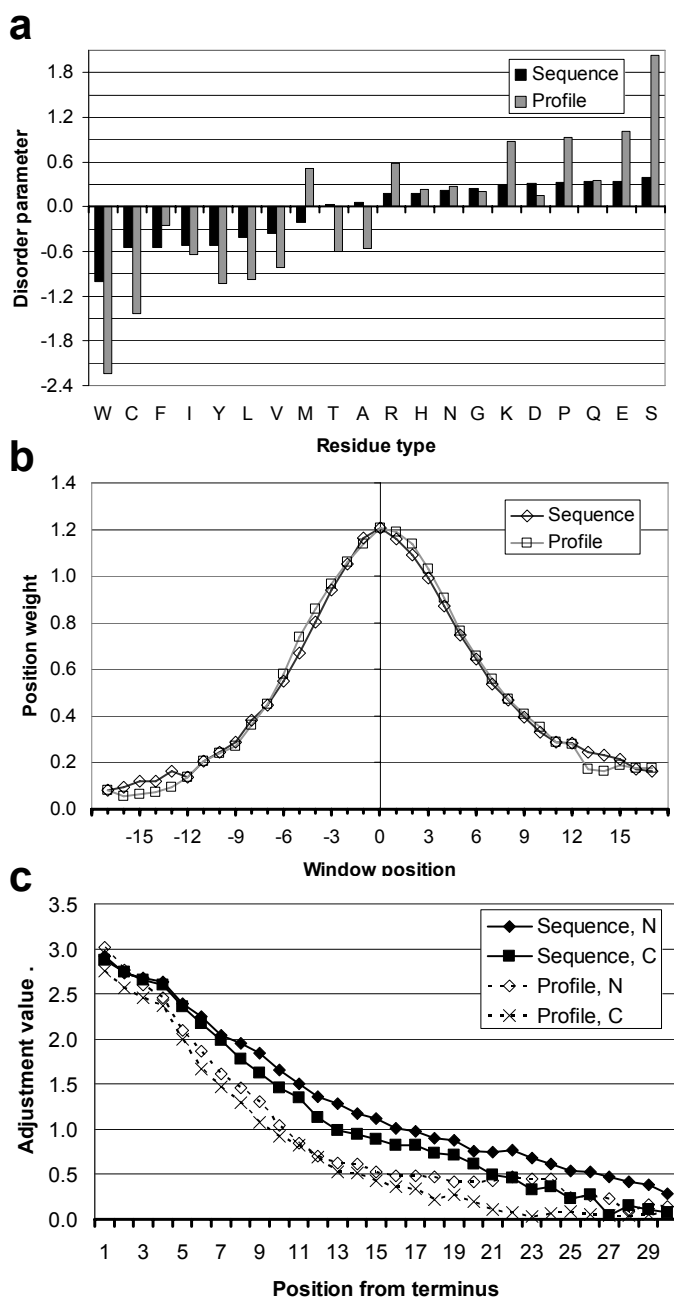 a
Sequence
Profile
1.8
1.2
0.6
0.0
-0.6
-1.2
-1.8
-2.4
Disorder parameter
W C F I Y L V M T A R H N G K D P Q E S
Residue type
b
Sequence
Profile
1.4
1.2
1.0
0.8
0.6
0.4
0.2
0.0
Position weight
-15 -12 -9 -6 -3 0 3 6 9 12 15
Window position
c
Sequence, N
Sequence, C
Profile, N
Profile, C
3.5
3.0
2.5
2.0
1.5
1.0
0.5
0.0
Adjustment value .
1 3 5 7 9 11 13 15 17 19 21 23 25 27 29
Position from terminus